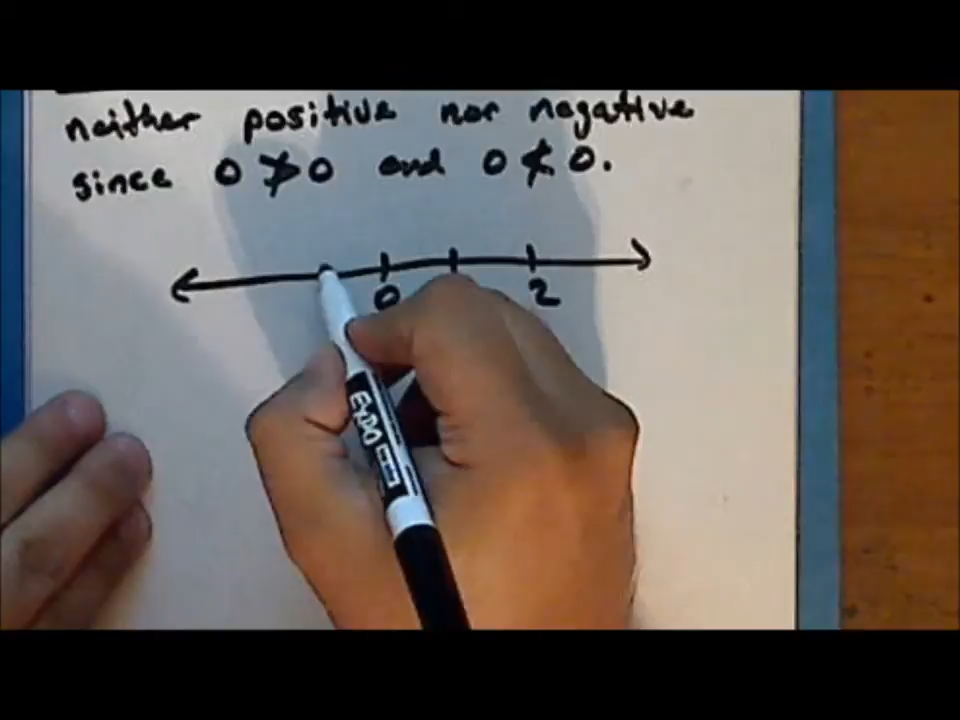 neither positive nor negative
since 0 ≯ 0 and 0 ≮ 0.
0 2
EXPO